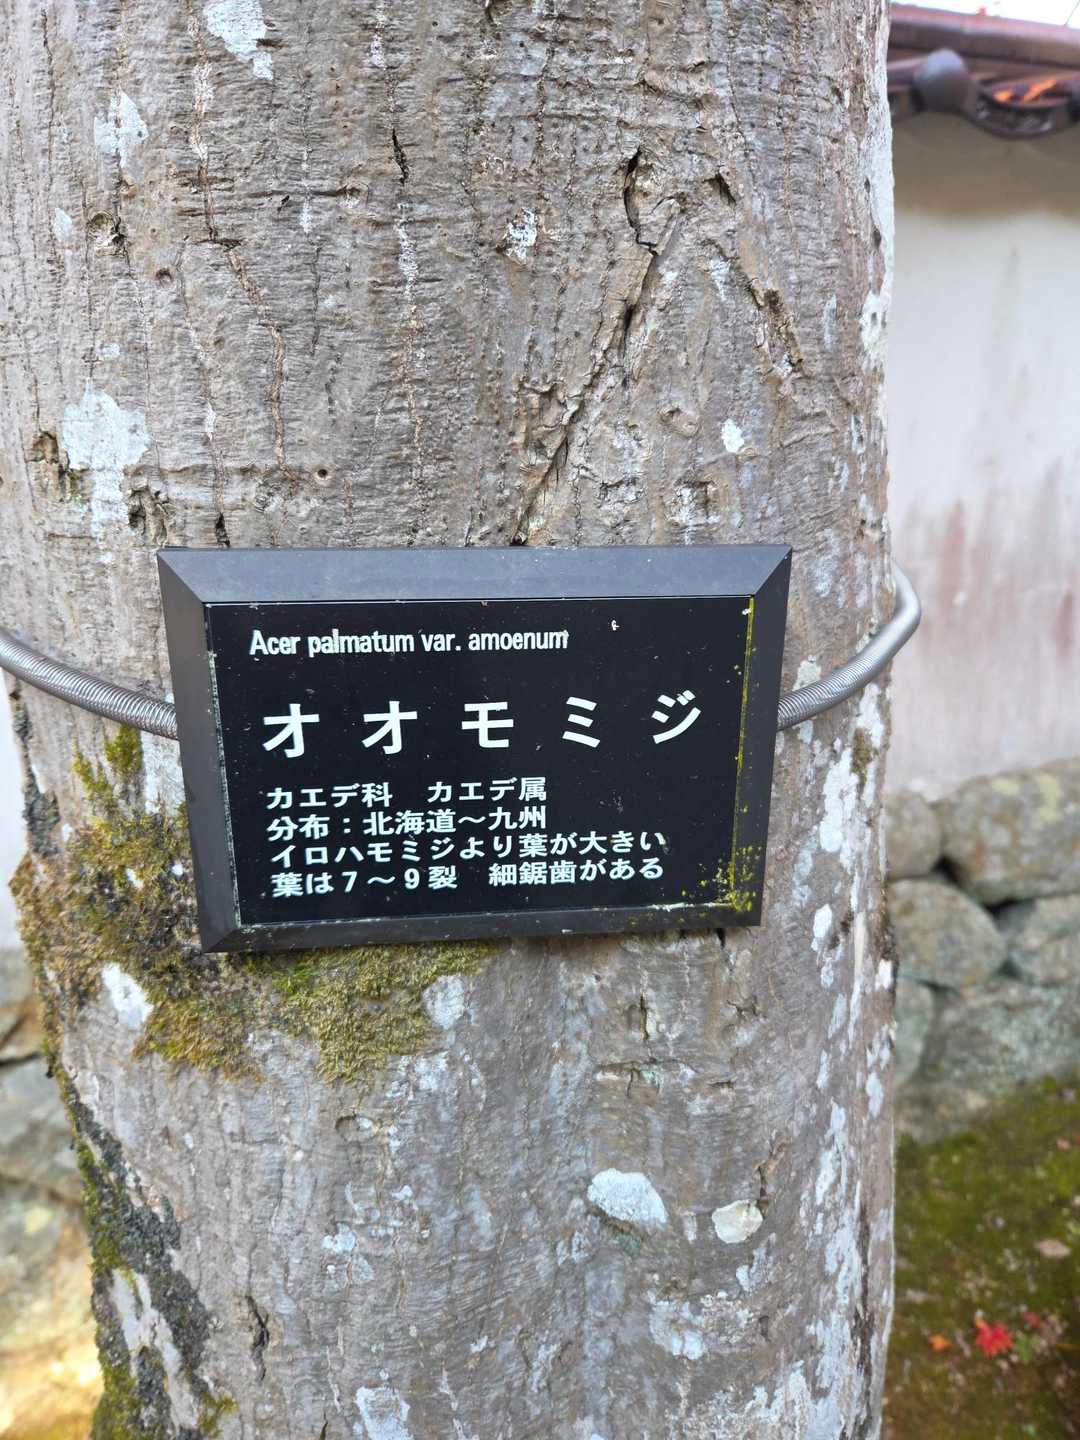 Acer palmatum var. amoenum
オオモミジ
カエデ科　カエデ属
分布：北海道～九州
イロハモミジより葉が大きい
葉は7～9裂　細鋸歯がある